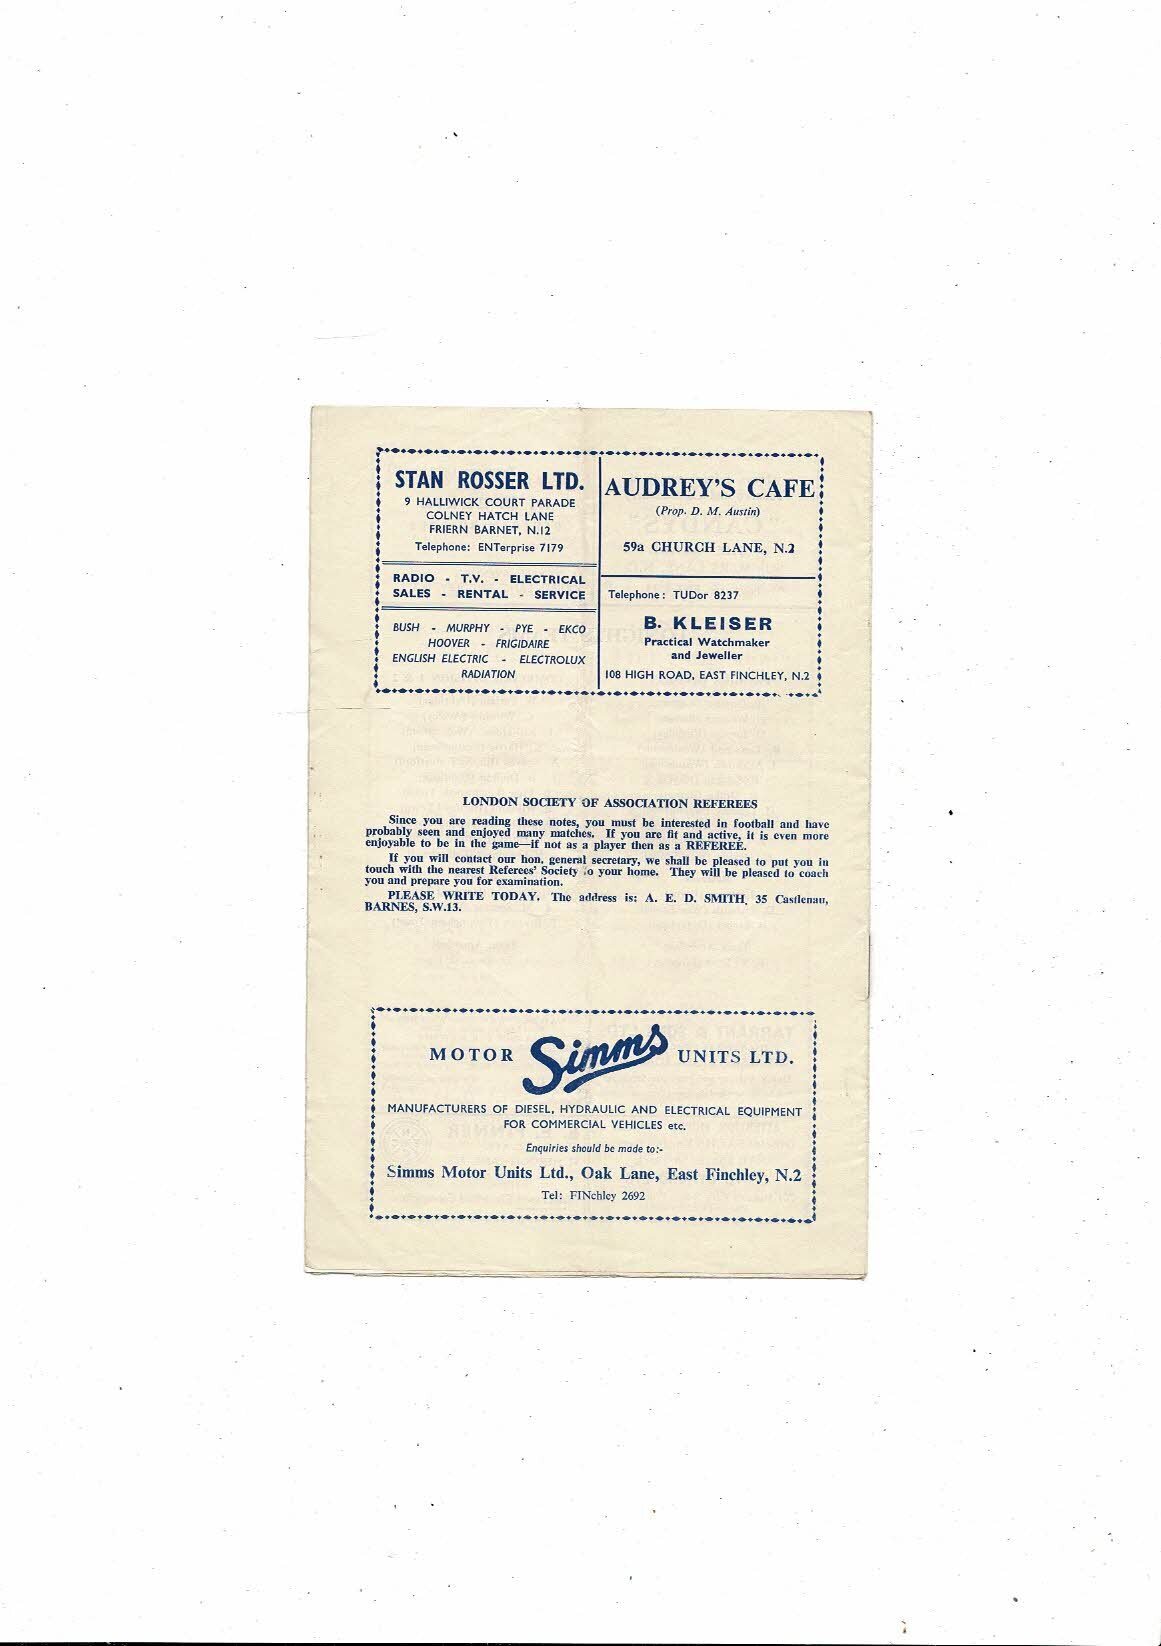 STAN ROSSER LTD.
9 HALLIWICK COURT PARADE
COLNEY HATCH LANE
FRIERN BARNET, N.12
Telephone: ENTerprise 7179
RADIO - T.V. - ELECTRICAL
SALES - RENTAL - SERVICE
BUSH - MURPHY - PYE - EKCO
HOOVER - FRIGIDAIRE
ENGLISH ELECTRIC - ELECTROLUX
RADIATION
AUDREY'S CAFE
(Prop. D. M. Austin)
59a CHURCH LANE, N.2
Telephone: TUDor 8237
B. KLEISER
Practical Watchmaker
and Jeweller
108 HIGH ROAD, EAST FINCHLEY, N.2
LONDON SOCIETY OF ASSOCIATION REFEREES
Since you are reading these notes, you must be interested in football and have
probably seen and enjoyed many matches. If you are fit and active, it is even more
enjoyable to be in the game—if not as a player then as a REFEREE.
If you will contact our hon. general secretary, we shall be pleased to put you in
touch with the nearest Referees' Society to your home. They will be pleased to coach
you and prepare you for examination.
PLEASE WRITE TODAY. The address is: A. E. D. SMITH, 35 Castlenau,
BARNES, S.W.13.
MOTOR Simms UNITS LTD.
MANUFACTURERS OF DIESEL, HYDRAULIC AND ELECTRICAL EQUIPMENT
FOR COMMERCIAL VEHICLES etc.
Enquiries should be made to:-
Simms Motor Units Ltd., Oak Lane, East Finchley, N.2
Tel: FINchley 2692